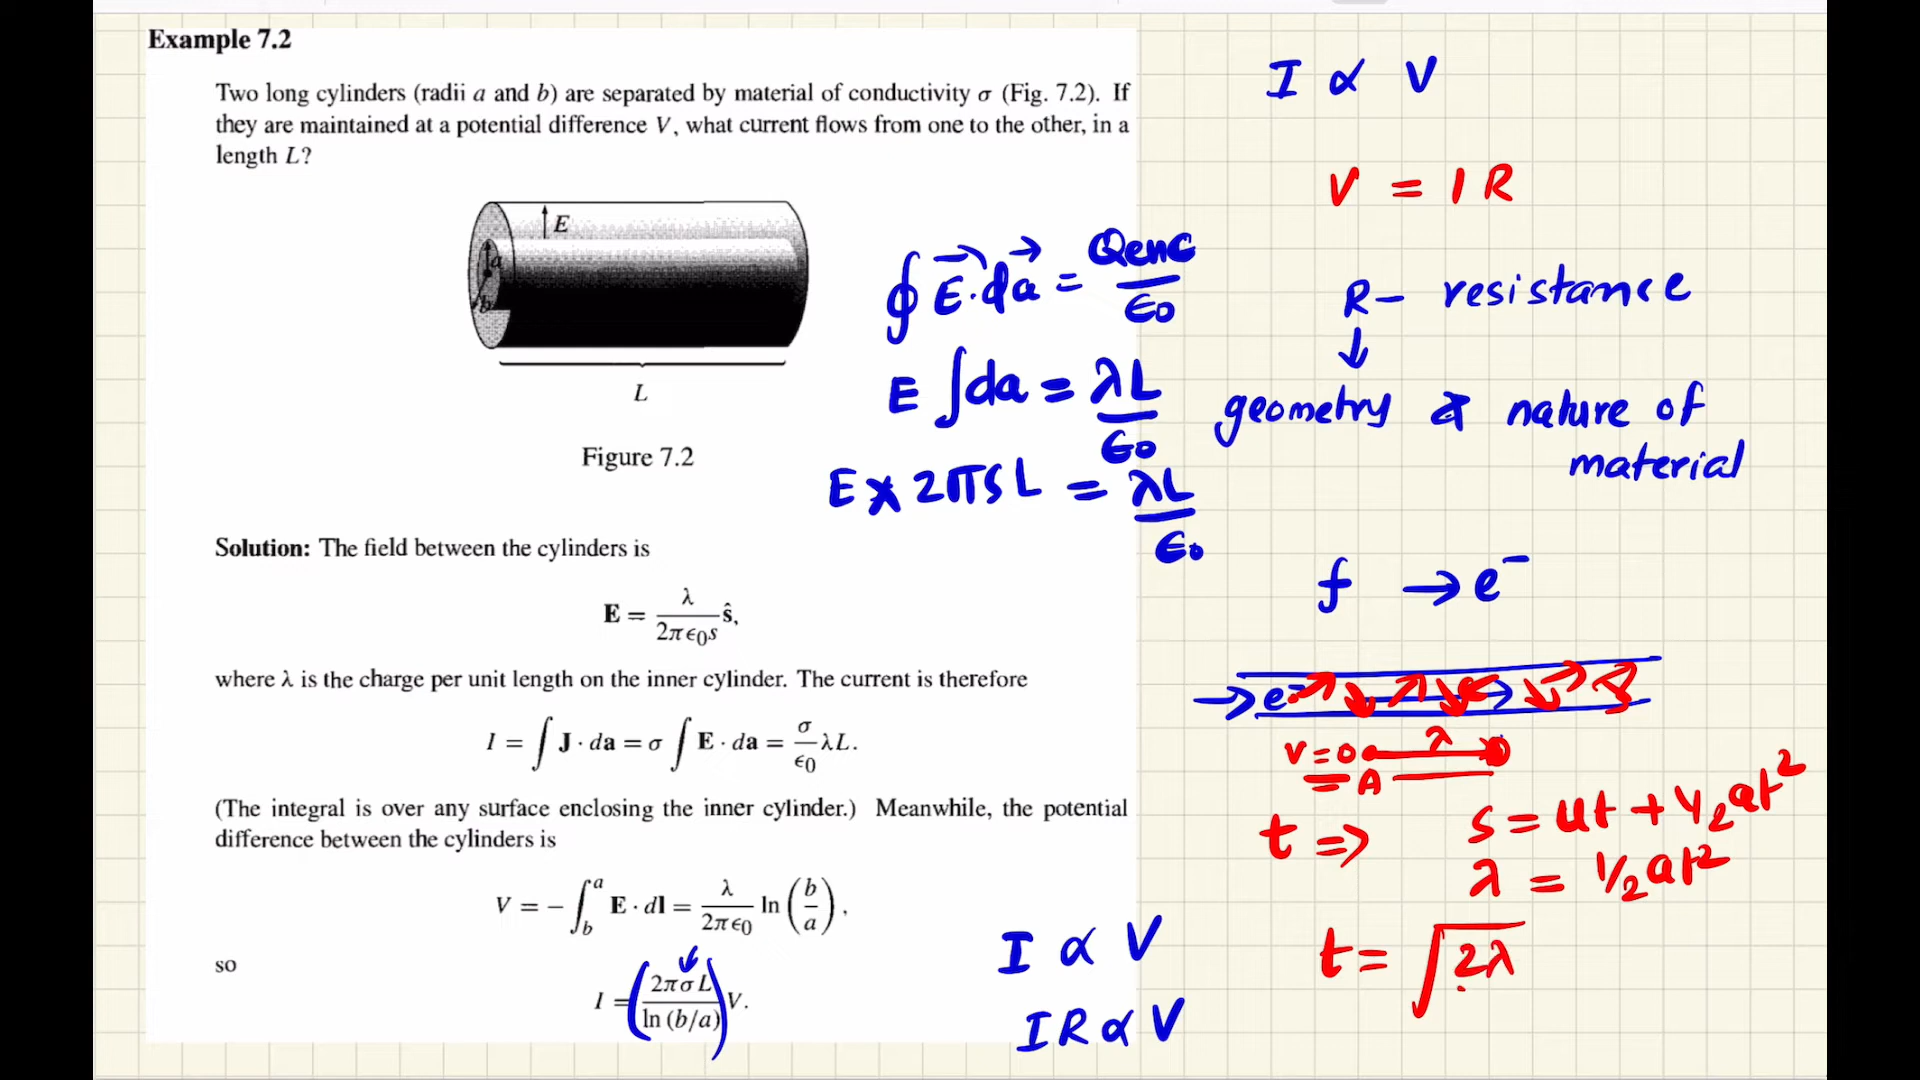 Example 7.2
Two long cylinders (radii a and b) are separated by material of conductivity σ (Fig. 7.2). If
they are maintained at a potential difference V, what current flows from one to the other, in a
length L?
E
a
b
L
Figure 7.2
Solution: The field between the cylinders is
E = λ/(2πϵ₀s) ŝ,
where λ is the charge per unit length on the inner cylinder. The current is therefore
I = ∫ J · da = σ ∫ E · da = σ/ϵ₀ λL.
(The integral is over any surface enclosing the inner cylinder.) Meanwhile, the potential
difference between the cylinders is
V = − ∫_b^a E · dl = λ/(2πϵ₀) ln (b/a),
so
I = (2πσL / ln (b/a)) V.
∮ E⃗ · da⃗ = Qenc/ϵ₀
E ∫da = λL/ϵ₀
E × 2πsL = λL/ϵ₀
I ∝ V
IR ∝ V
I ∝ V
V = IR
R – resistance
↓
geometry & nature of
material
f → e⁻
→ e⁻
v=0 λ
A
t ⇒ s = ut + 1/2 at²
λ = 1/2 at²
t = √2λ